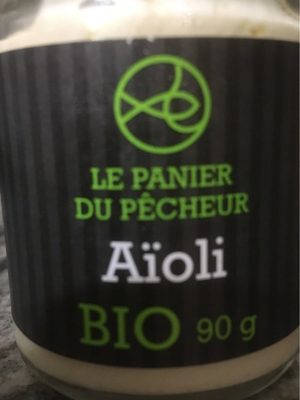 LE PANIER
DU PÊCHEUR
Aïoli
BIO 90 g